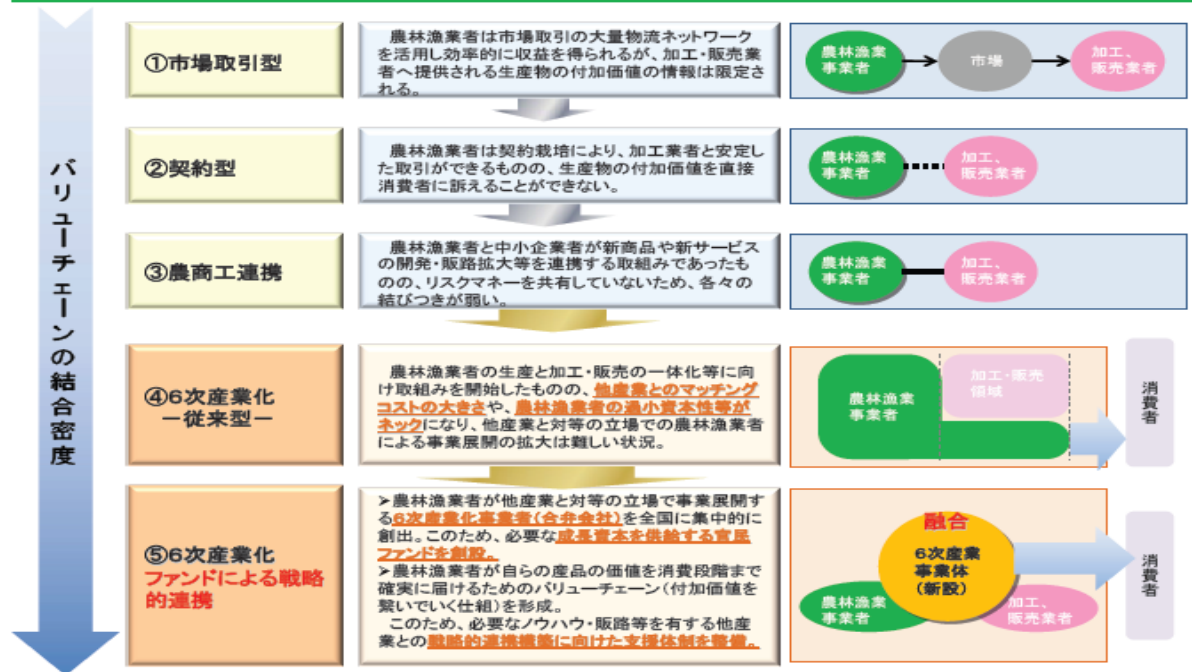 バリューチェーンの結合密度
①市場取引型
農林漁業者は市場取引の大量物流ネットワーク
を活用し効率的に収益を得られるが、加工・販売業
者へ提供される生産物の付加価値の情報は限定さ
れる。
農林漁業
事業者
市場
加工、
販売業者
②契約型
農林漁業者は契約栽培により、加工業者と安定し
た取引ができるものの、生産物の付加価値を直接
消費者に訴えることができない。
農林漁業
事業者
加工、
販売業者
③農商工連携
農林漁業者と中小企業者が新商品や新サービス
の開発・販路拡大等を連携する取組みであったも
のの、リスクマネーを共有していないため、各々の
結びつきが弱い。
農林漁業
事業者
加工、
販売業者
④6次産業化
－従来型－
農林漁業者の生産と加工・販売の一体化等に向
け取組みを開始したものの、他産業とのマッチング
コストの大きさや、農林漁業者の過小資本性等が
ネックになり、他産業と対等の立場での農林漁業者
による事業展開の拡大は難しい状況。
農林漁業
事業者
加工・販売
領域
消費者
⑤6次産業化
ファンドによる戦略
的連携
➢農林漁業者が他産業と対等の立場で事業展開す
る6次産業化事業者(合弁会社)を全国に集中的に
創出。このため、必要な成長資本を供給する官民
ファンドを創設。
➢農林漁業者が自らの産品の価値を消費段階まで
確実に届けるためのバリューチェーン(付加価値を
繋いでいく仕組)を形成。
このため、必要なノウハウ・販路等を有する他産
業との戦略的連携構築に向けた支援体制を整備。
融合
6次産業
事業体
(新設)
農林漁業
事業者
加工、
販売業者
消費者